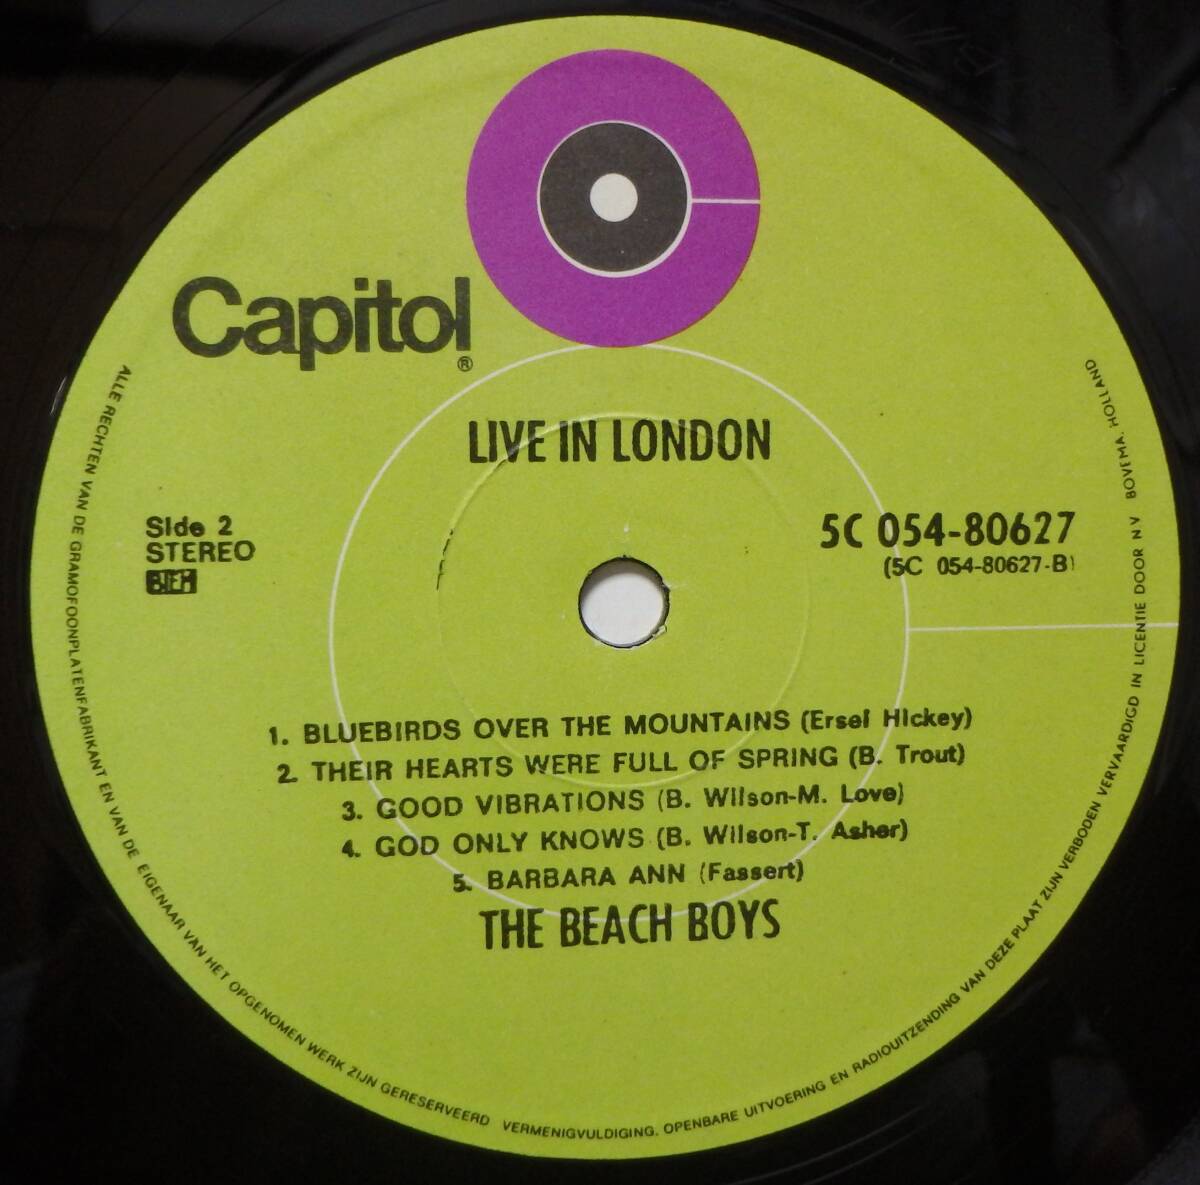 Capitol®
LIVE IN LONDON
Side 2
STEREO
BIEM
5C 054-80627
(5C 054-80627-B)
1. BLUEBIRDS OVER THE MOUNTAINS (Ersel Hickey)
2. THEIR HEARTS WERE FULL OF SPRING (B. Trout)
3. GOOD VIBRATIONS (B. Wilson-M. Love)
4. GOD ONLY KNOWS (B. Wilson-T. Asher)
5. BARBARA ANN (Fassert)
THE BEACH BOYS
ALLE RECHTEN VAN DE GRAMOFOONPLATENFABRIKANT EN VAN DE EIGENAAR VAN HET OPGENOMEN WERK ZIJN GERESERVEERD VERMENIGVULDIGING, OPENBARE UITVOERING EN RADIOUITZENDING VAN DEZE PLAAT ZIJN VERBODEN VERVAARDIGD IN LICENTIE DOOR N.V BOVEMA, HOLLAND